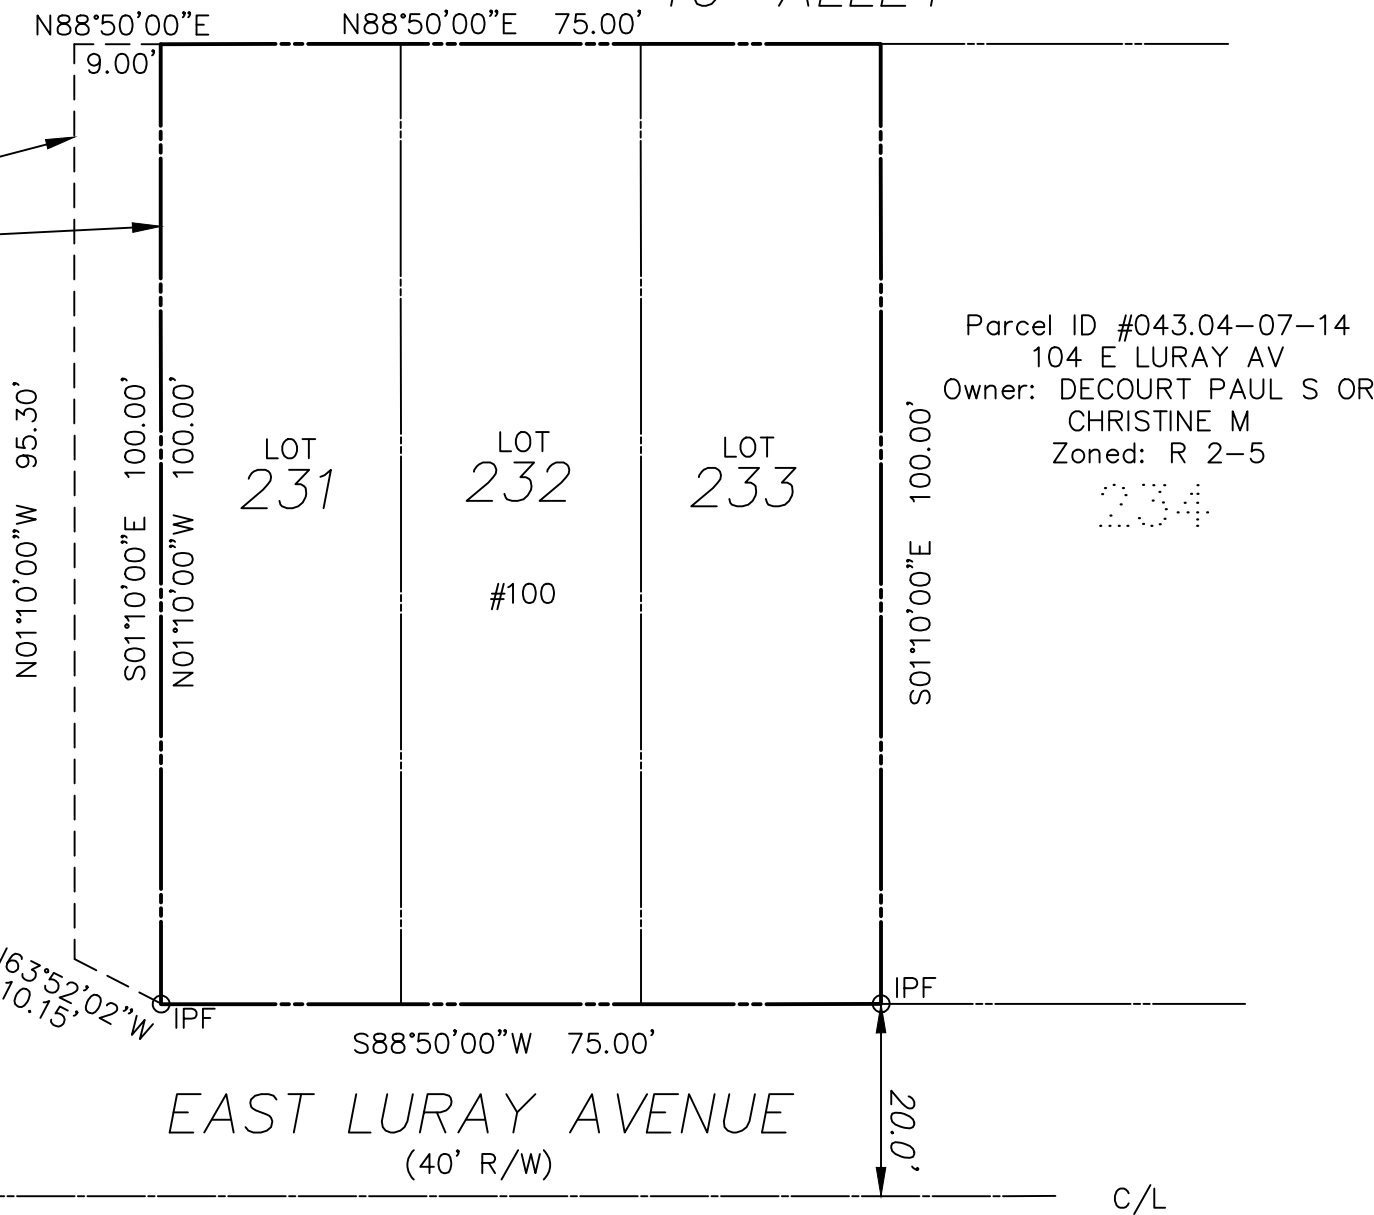 N88°50'00"E
N88°50'00"E 75.00'
9.00'
N01°10'00"W 95.30'
S01°10'00"E 100.00'
N01°10'00"W 100.00'
LOT
231
LOT
232
#100
LOT
233
S01°10'00"E 100.00'
Parcel ID #043.04-07-14
104 E LURAY AV
Owner: DECOURT PAUL S OR
CHRISTINE M
Zoned: R 2-5
234
63°52'02"W
10.15'
IPF
IPF
S88°50'00"W 75.00'
EAST LURAY AVENUE
(40' R/W)
20.0'
C/L